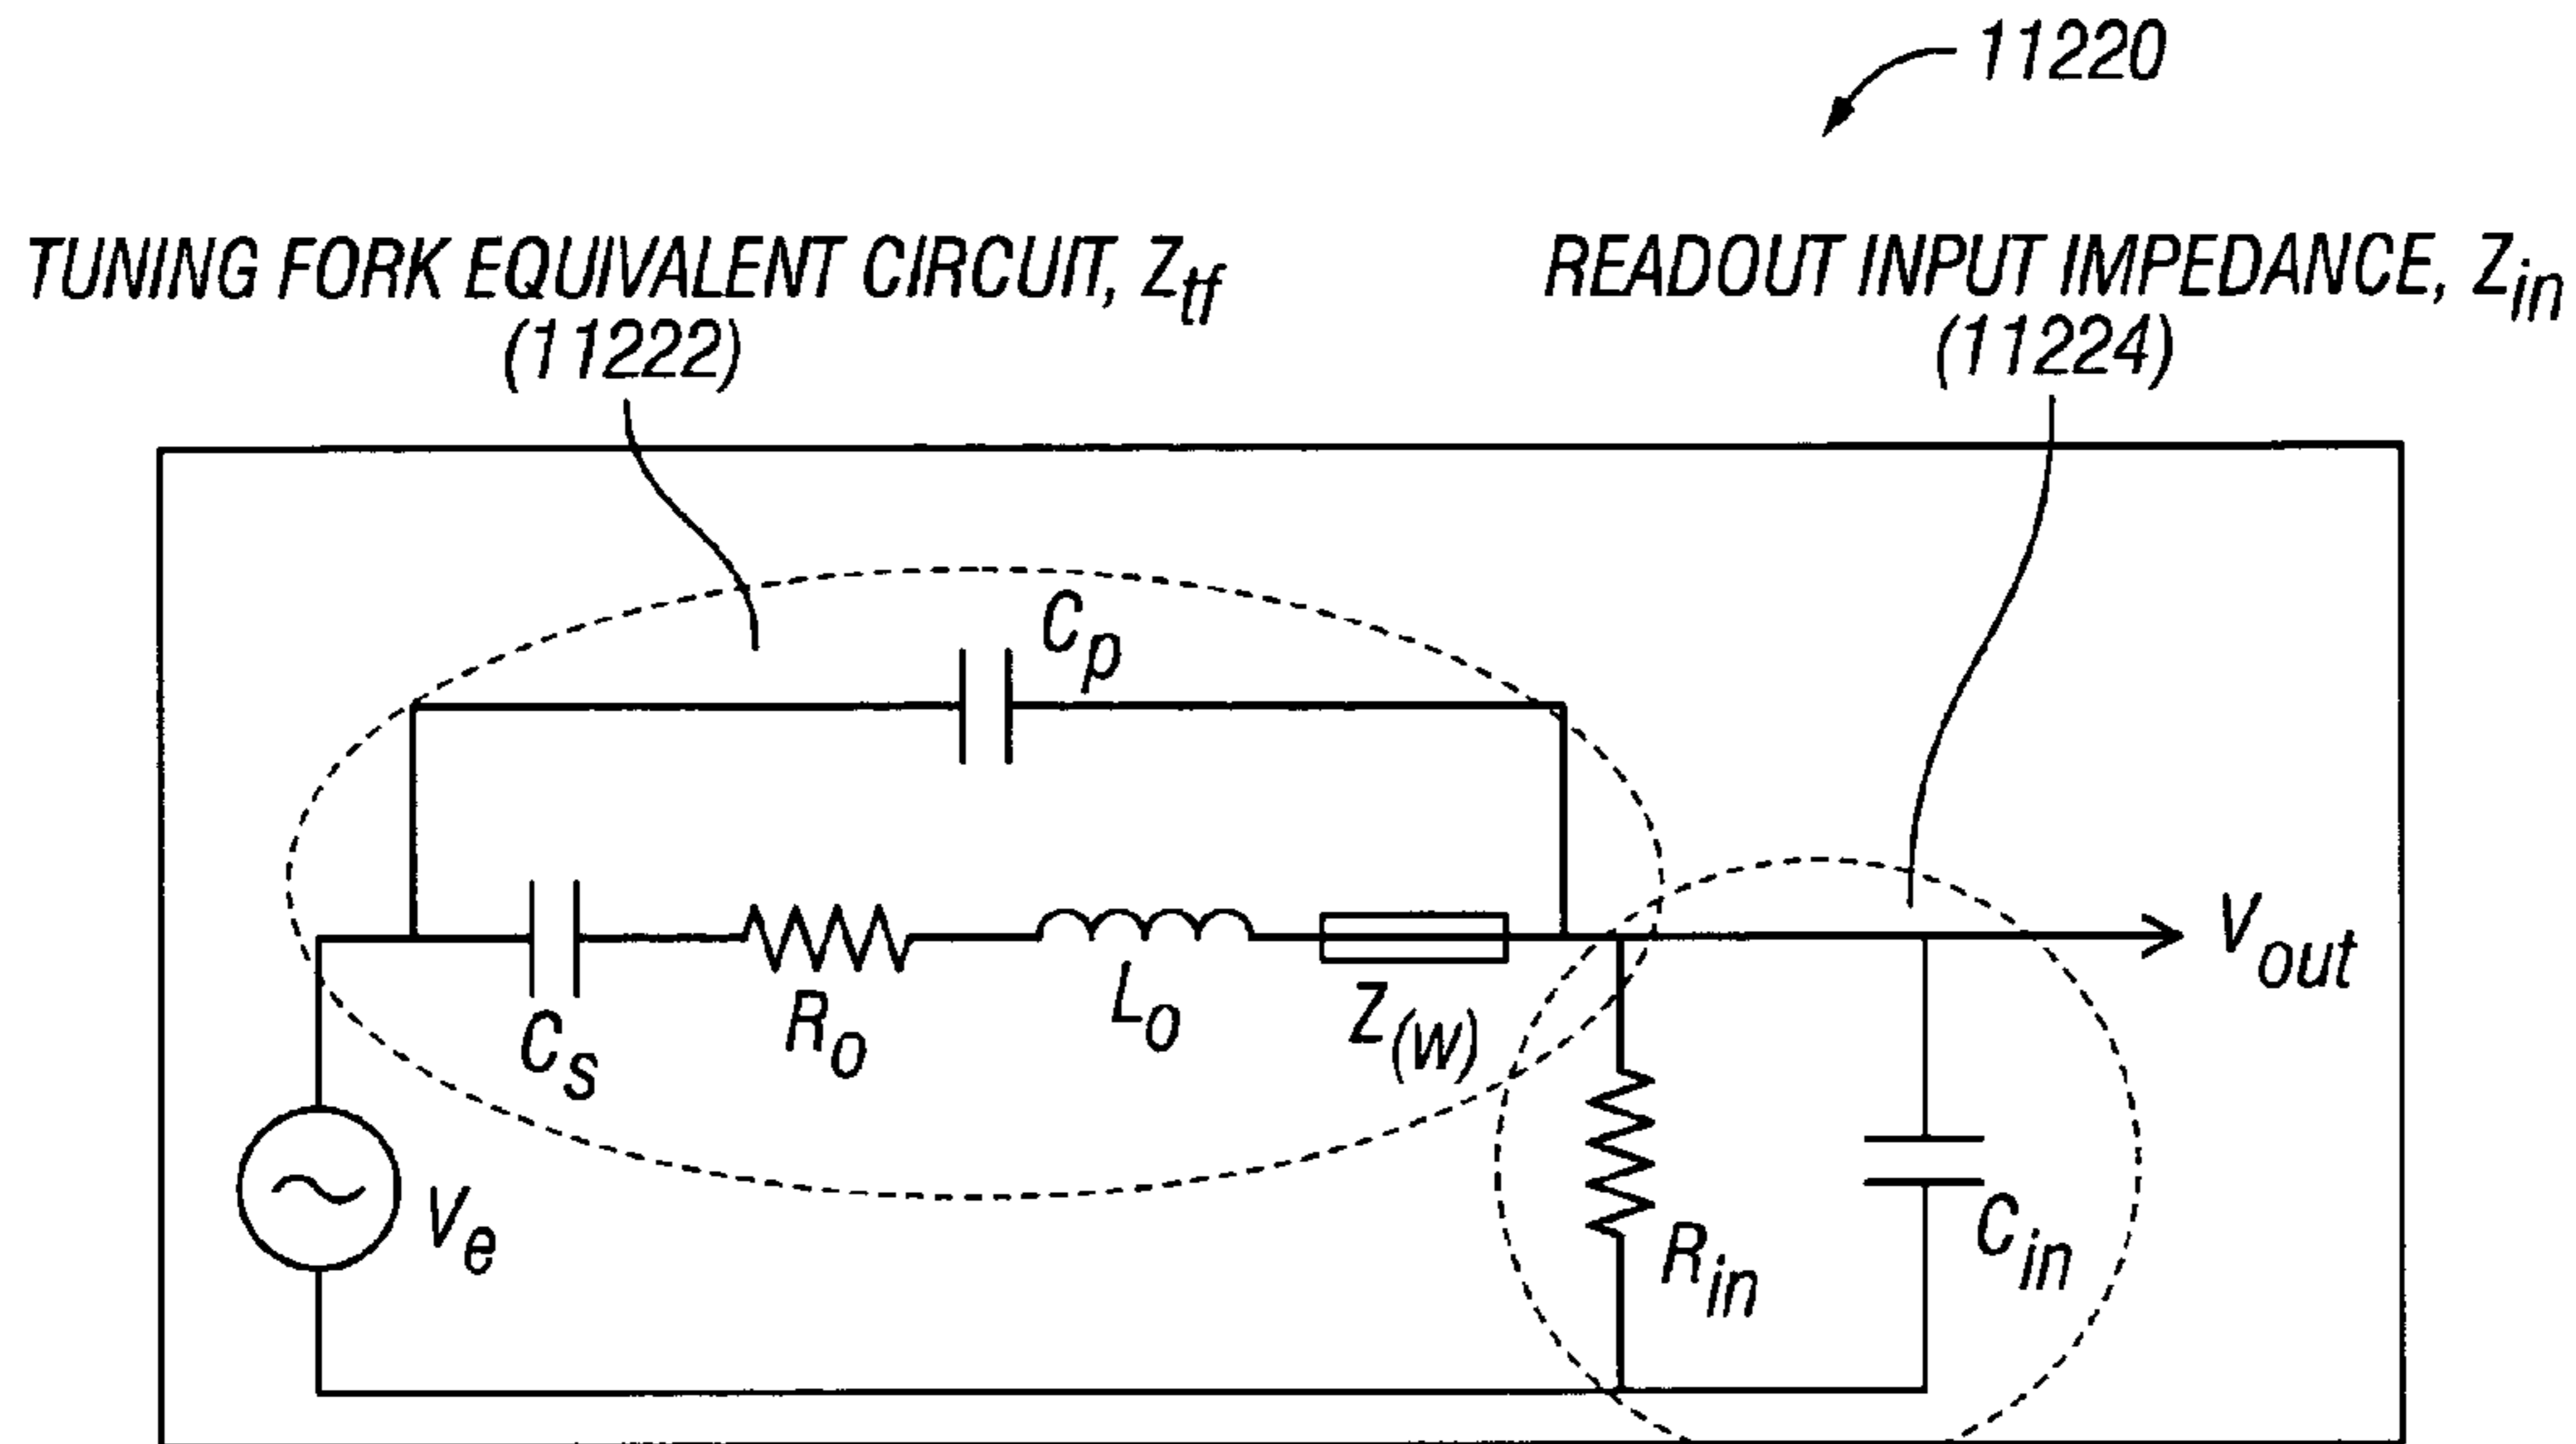 11220
TUNING FORK EQUIVALENT CIRCUIT, Ztf
(11222)
READOUT INPUT IMPEDANCE, Zin
(11224)
Cp
Cs
Ro
Lo
Z(w)
Vout
Ve
Rin
Cin